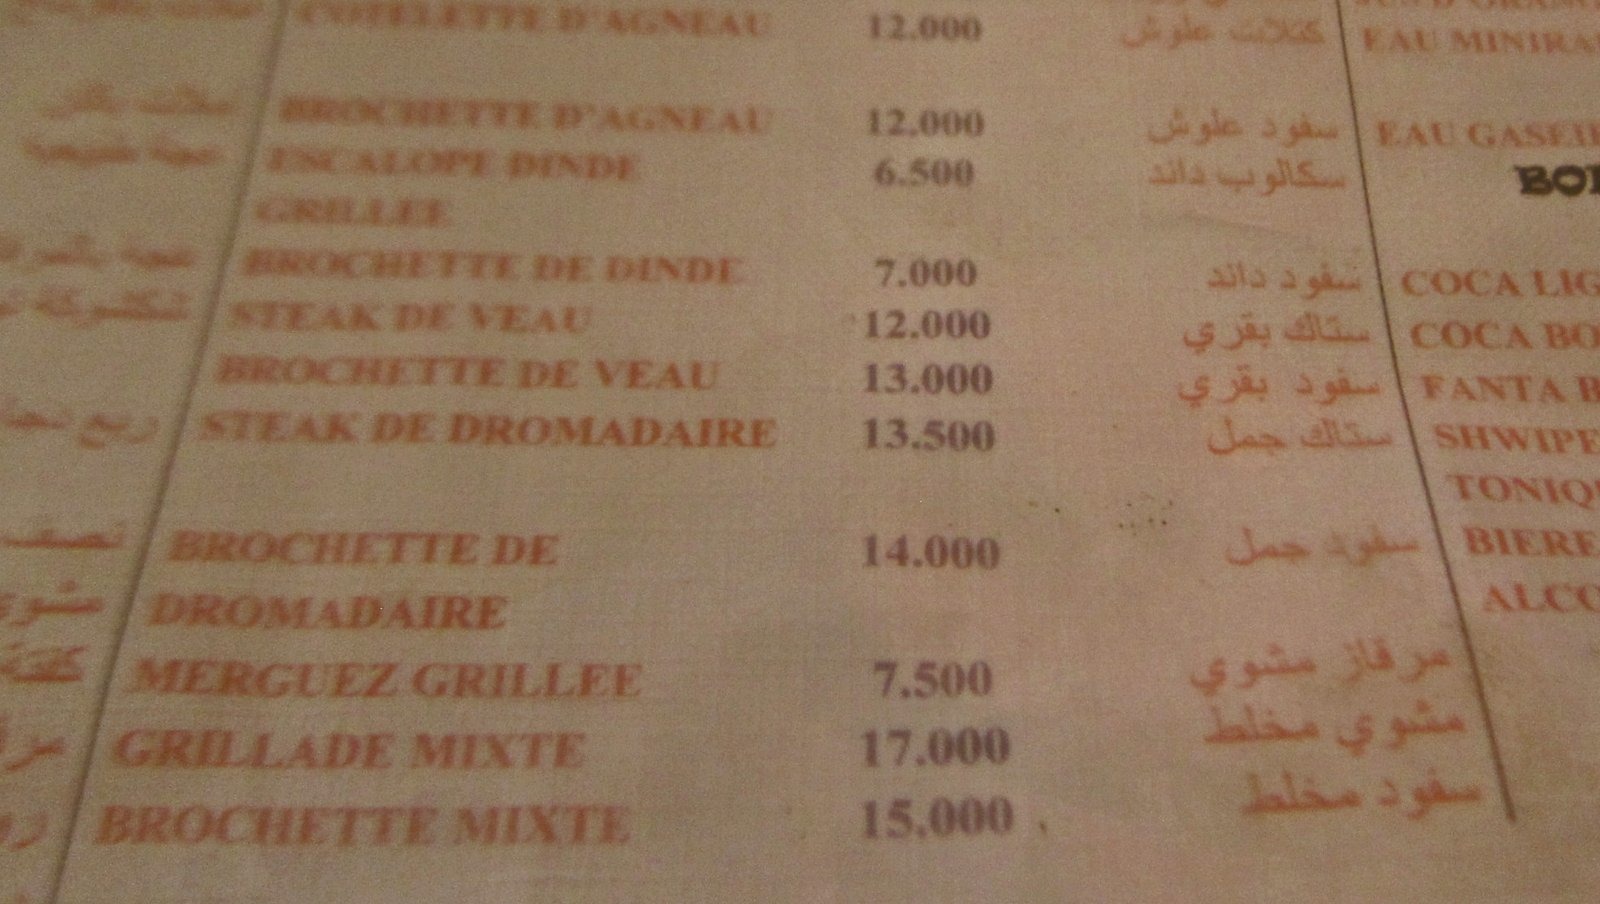 COTELETTE D'AGNEAU 12.000 كتلات علوش
EAU MINIRA
BROCHETTE D'AGNEAU 12.000 سفود علوش
EAU GASEI
ESCALOPE DINDE 6.500 سكالوب داند
GRILLEE
BROCHETTE DE DINDE 7.000 سفود داند
COCA LIG
STEAK DE VEAU 12.000 ستاك بقري
COCA BO
BROCHETTE DE VEAU 13.000 سفود بقري
FANTA B
STEAK DE DROMADAIRE 13.500 ستاك جمل
SHWIPE
TONIQ
BROCHETTE DE 14.000 سفود جمل
BIERE
DROMADAIRE
ALCO
MERGUEZ GRILLEE 7.500 مرقاز مشوي
GRILLADE MIXTE 17.000 مشوي مخلط
BROCHETTE MIXTE 15.000 سفود مخلط